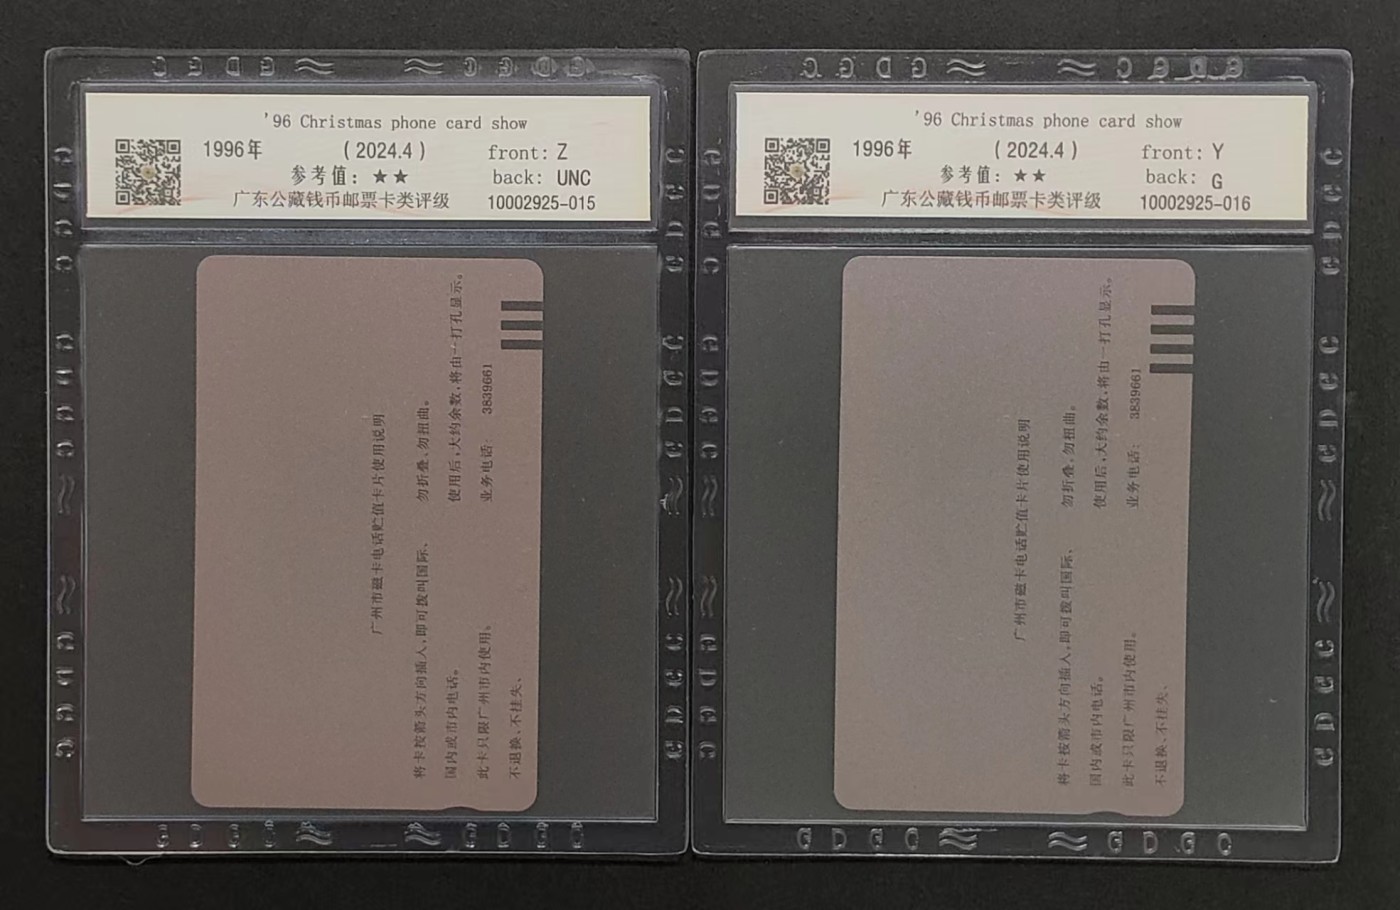 '96 Christmas phone card show
1996年 (2024.4) front: Z
参考值: ★★ back: UNC
广东公藏钱币邮票卡类评级 10002925-015
广州市磁卡电话贮值卡片使用说明
将卡按箭头方向插入,即可拨叫国际、 勿折叠、勿扭曲。
国内或市内电话。 使用后,大约余数,将由一打孔显示。
此卡只限广州市内使用。 业务电话: 3839661
不退换、不挂失、
'96 Christmas phone card show
1996年 (2024.4) front: Y
参考值: ★★ back: G
广东公藏钱币邮票卡类评级 10002925-016
广州市磁卡电话贮值卡片使用说明
将卡按箭头方向插入,即可拨叫国际、 勿折叠、勿扭曲。
国内或市内电话。 使用后,大约余数,将由一打孔显示。
此卡只限广州市内使用。 业务电话: 3839661
不退换、不挂失、